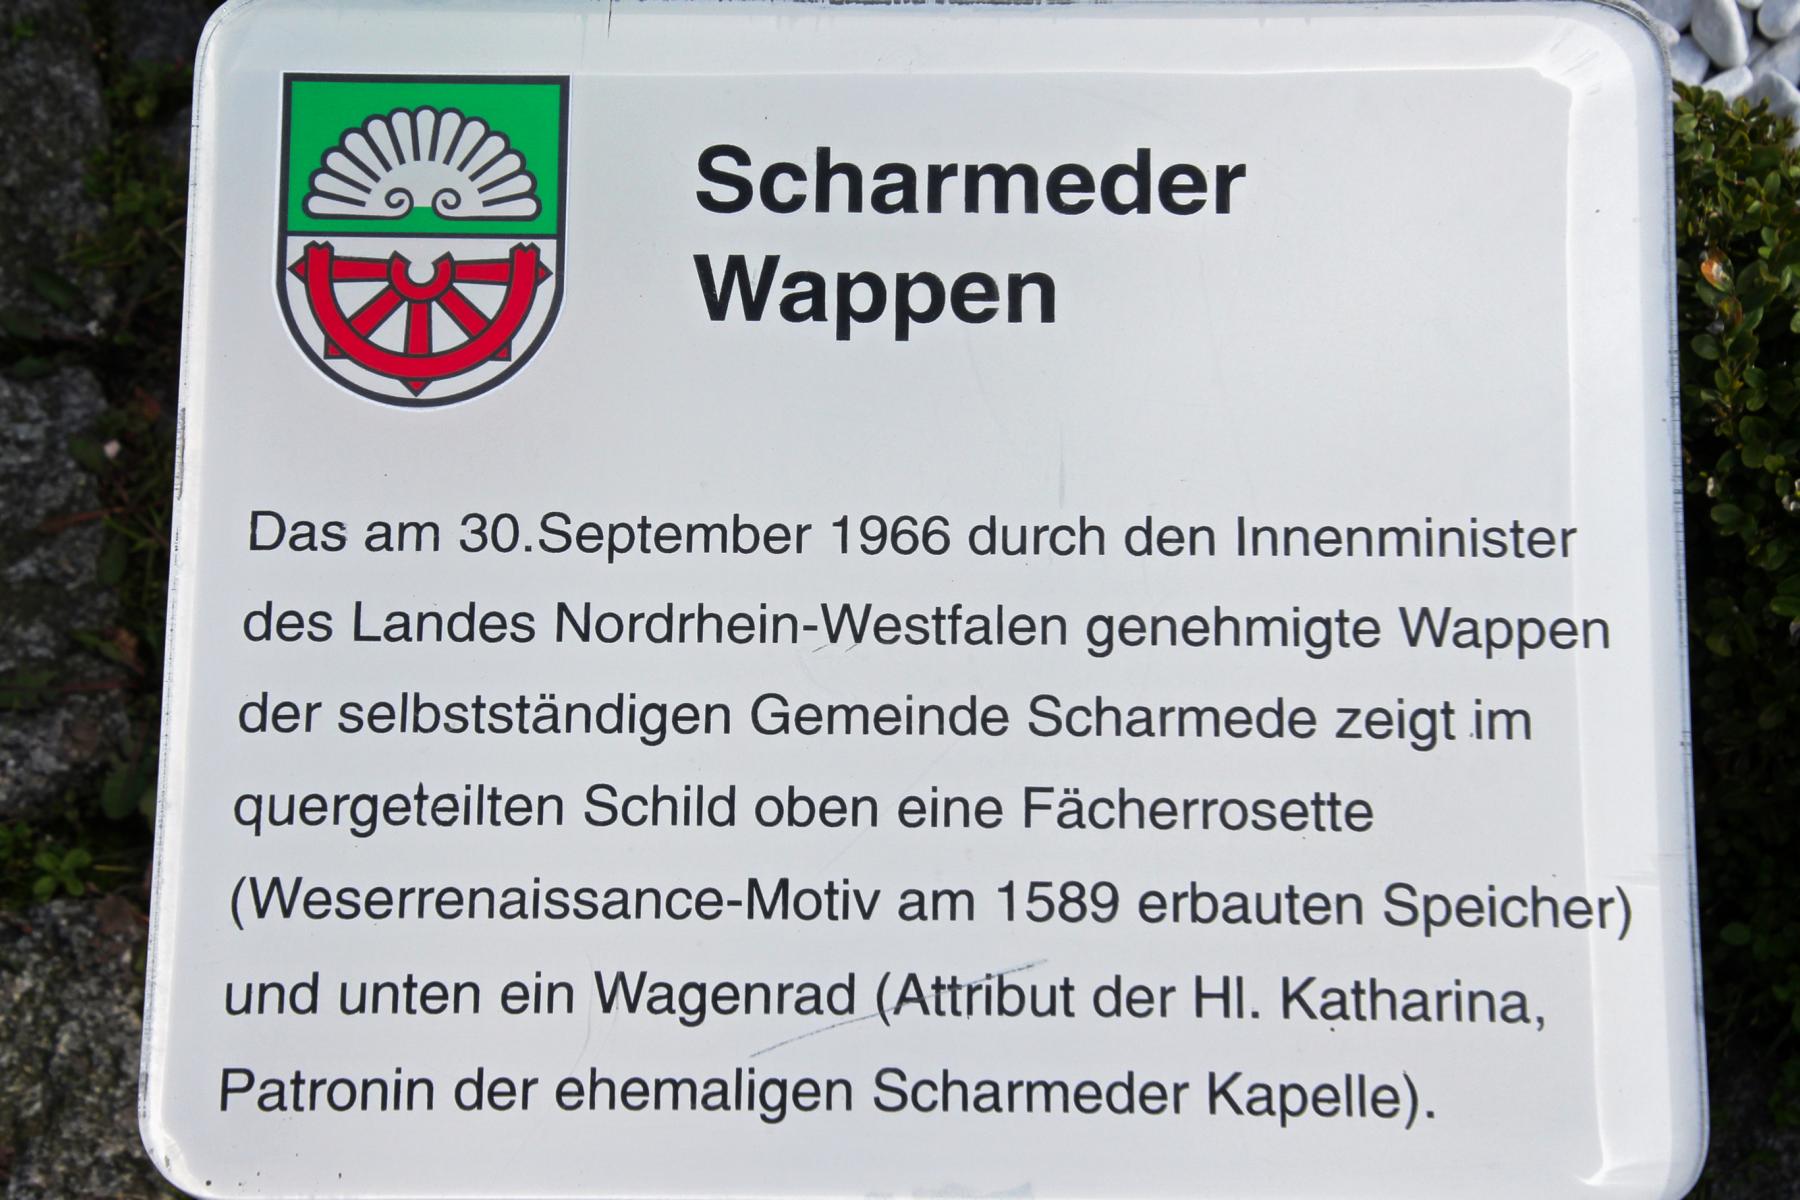 Scharmeder
Wappen
Das am 30.September 1966 durch den Innenminister
des Landes Nordrhein-Westfalen genehmigte Wappen
der selbstständigen Gemeinde Scharmede zeigt im
quergeteilten Schild oben eine Fächerrosette
(Weserrenaissance-Motiv am 1589 erbauten Speicher)
und unten ein Wagenrad (Attribut der Hl. Katharina,
Patronin der ehemaligen Scharmeder Kapelle).